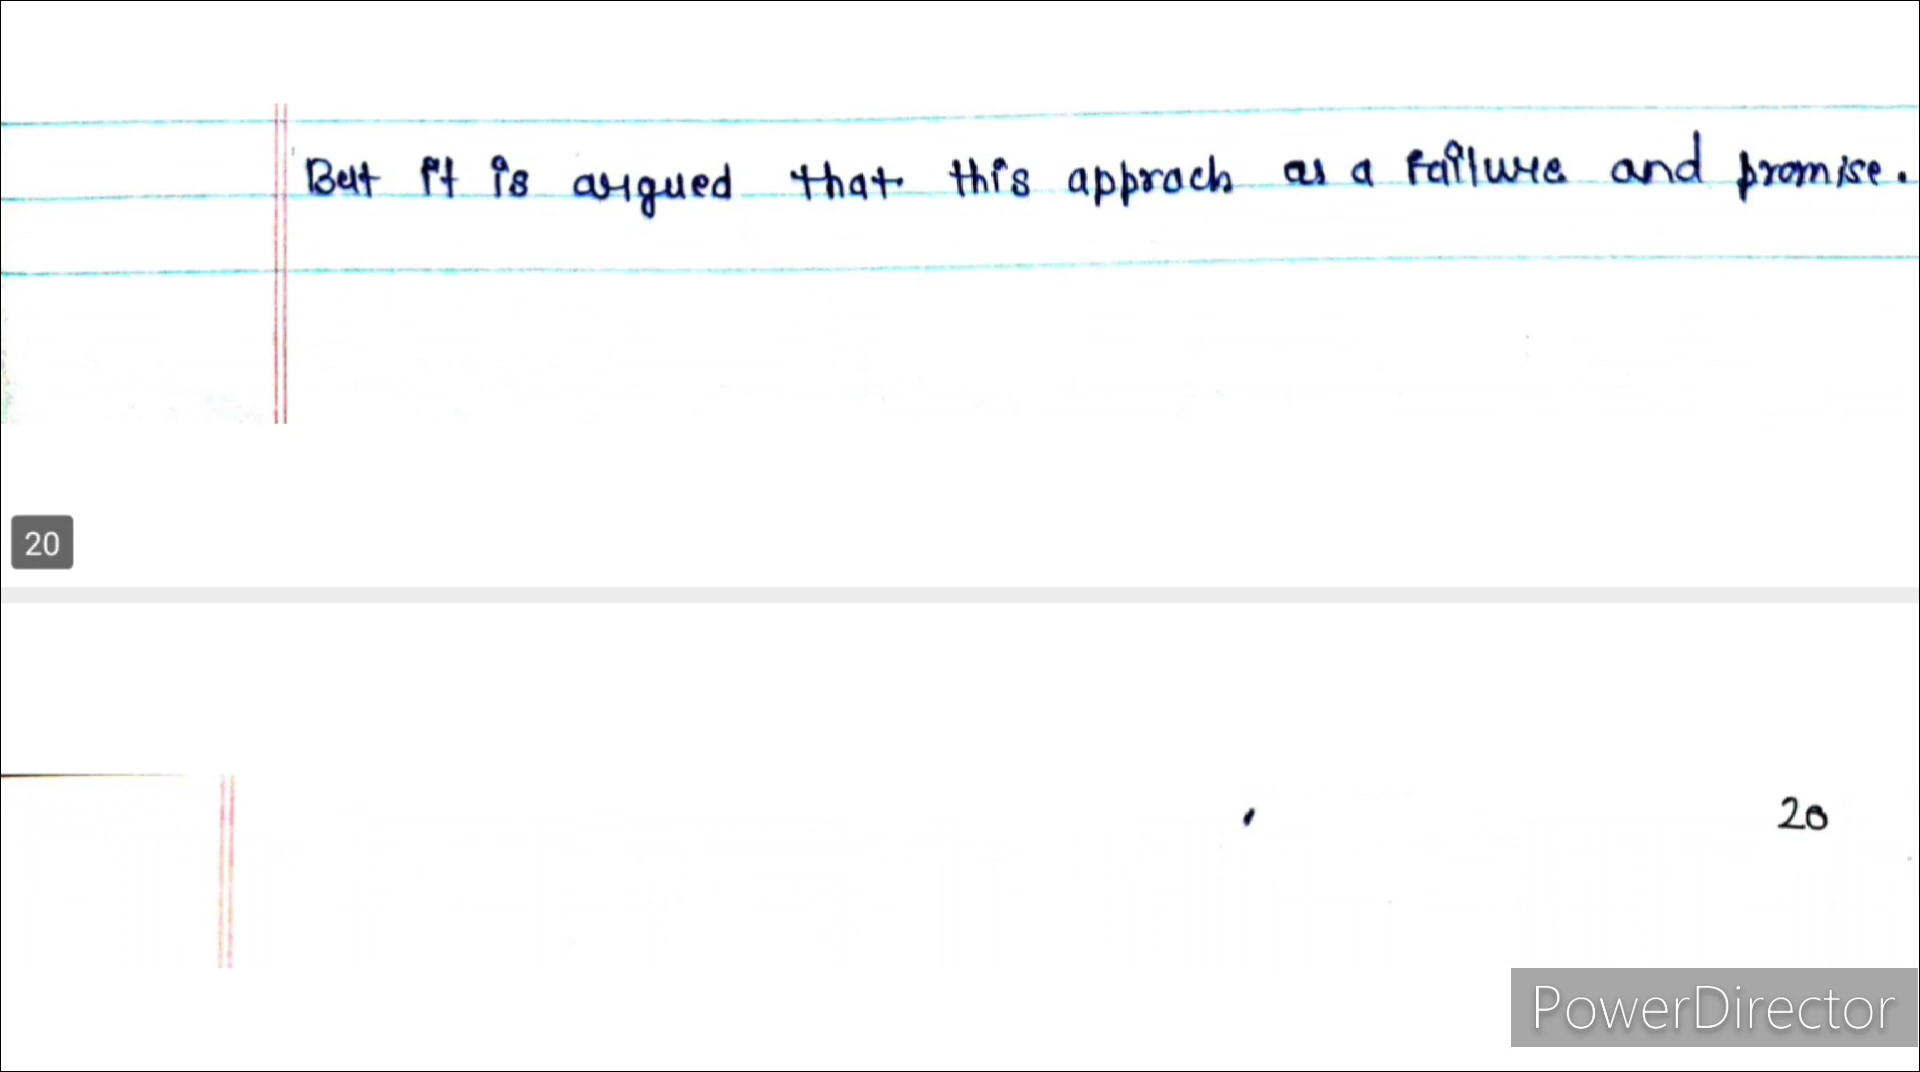 But it is argued that this approch as a failure and promise.
20
20
PowerDirector